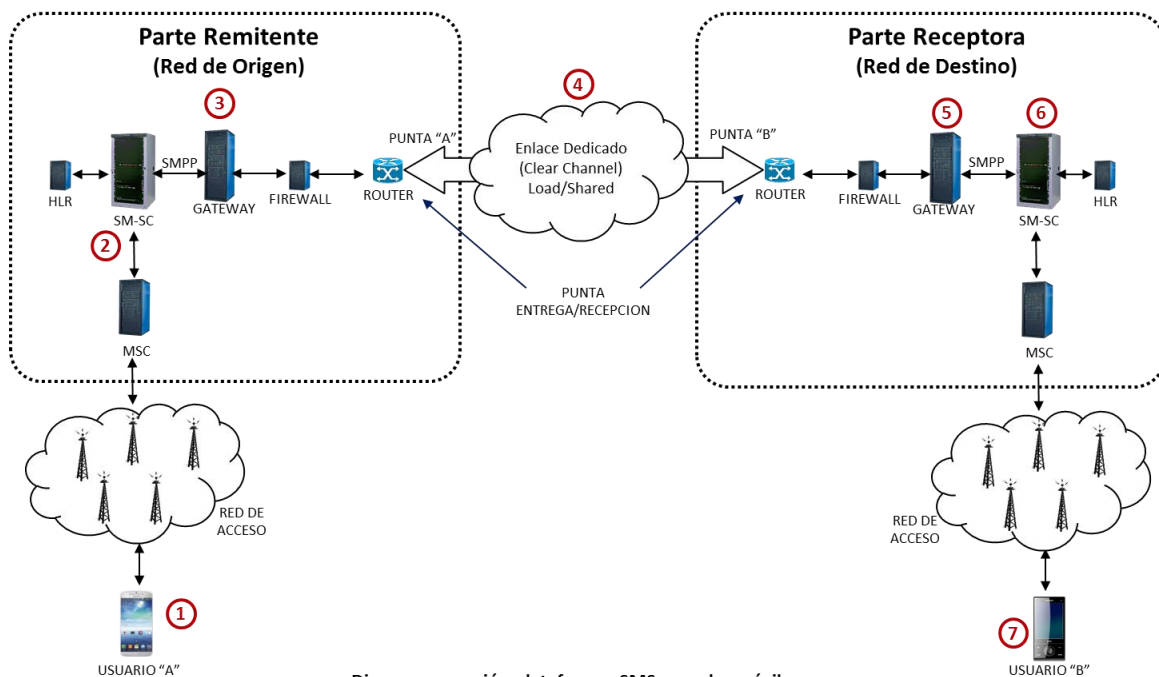 Parte Remitente
(Red de Origen)
Parte Receptora
(Red de Destino)
3
4
5
6
PUNTA “A”
PUNTA “B”
Enlace Dedicado
(Clear Channel)
Load/Shared
SMPP
SMPP
HLR
SM-SC
GATEWAY
FIREWALL
ROUTER
ROUTER
FIREWALL
GATEWAY
SM-SC
HLR
2
PUNTA
ENTREGA/RECEPCION
MSC
MSC
RED DE
ACCESO
RED DE
ACCESO
1
7
USUARIO “A”
USUARIO “B”